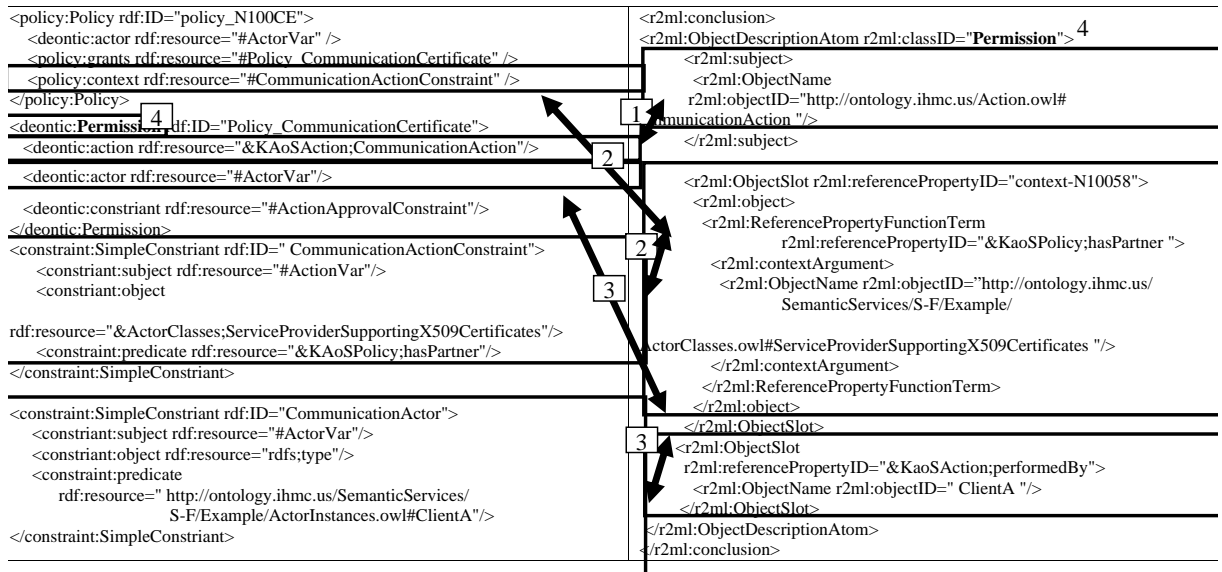 <policy:Policy rdf:ID="policy_N100CE">
<deontic:actor rdf:resource="#ActorVar" />
<policy:grants rdf:resource="#Policy_CommunicationCertificate" />
<policy:context rdf:resource="#CommunicationActionConstraint" />
</policy:Policy>
4
<deontic:Permission rdf:ID="Policy_CommunicationCertificate">
<deontic:action rdf:resource="&KAoSAction;CommunicationAction"/>
<deontic:actor rdf:resource="#ActorVar"/>
<deontic:constriant rdf:resource="#ActionApprovalConstraint"/>
</deontic:Permission>
<constraint:SimpleConstriant rdf:ID=" CommunicationActionConstraint">
<constriant:subject rdf:resource="#ActionVar"/>
<constriant:object
rdf:resource="&ActorClasses;ServiceProviderSupportingX509Certificates"/>
<constraint:predicate rdf:resource="&KAoSPolicy;hasPartner"/>
</constraint:SimpleConstriant>
<constraint:SimpleConstriant rdf:ID="CommunicationActor">
<constriant:subject rdf:resource="#ActorVar"/>
<constriant:object rdf:resource="rdfs;type"/>
<constraint:predicate
rdf:resource=" http://ontology.ihmc.us/SemanticServices/
S-F/Example/ActorInstances.owl#ClientA"/>
</constraint:SimpleConstriant>
1
2
2
3
3
<r2ml:conclusion>
<r2ml:ObjectDescriptionAtom r2ml:classID="Permission"> 4
<r2ml:subject>
<r2ml:ObjectName
r2ml:objectID="http://ontology.ihmc.us/Action.owl#
mmunicationAction "/>
</r2ml:subject>
<r2ml:ObjectSlot r2ml:referencePropertyID="context-N10058">
<r2ml:object>
<r2ml:ReferencePropertyFunctionTerm
r2ml:referencePropertyID="&KaoSPolicy;hasPartner ">
<r2ml:contextArgument>
<r2ml:ObjectName r2ml:objectID=”http://ontology.ihmc.us/
SemanticServices/S-F/Example/
ActorClasses.owl#ServiceProviderSupportingX509Certificates "/>
</r2ml:contextArgument>
</r2ml:ReferencePropertyFunctionTerm>
</r2ml:object>
</r2ml:ObjectSlot>
<r2ml:ObjectSlot
r2ml:referencePropertyID="&KaoSAction;performedBy">
<r2ml:ObjectName r2ml:objectID=" ClientA "/>
</r2ml:ObjectSlot>
</r2ml:ObjectDescriptionAtom>
</r2ml:conclusion>